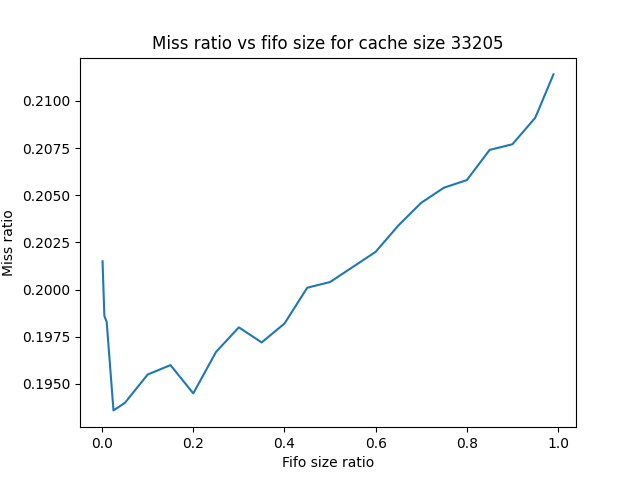 Miss ratio vs fifo size for cache size 33205
0.2100
0.2075
0.2050
0.2025
0.2000
0.1975
0.1950
Miss ratio
0.0 0.2 0.4 0.6 0.8 1.0
Fifo size ratio